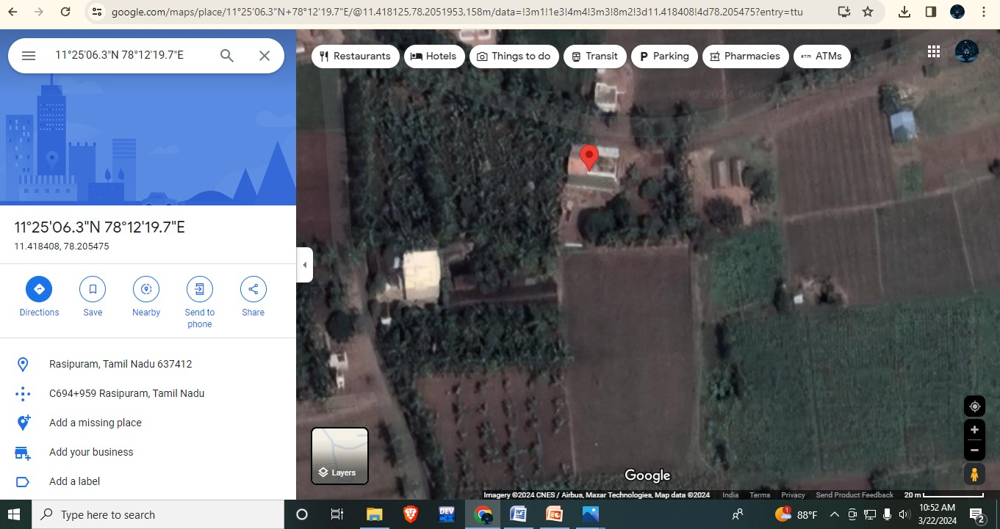 google.com/maps/place/11°25'06.3"N+78°12'19.7"E/@11.418125,78.2051953,158m/data=!3m1!1e3!4m4!3m3!8m2!3d11.418408!4d78.205475?entry=ttu
11°25'06.3"N 78°12'19.7"E
Restaurants
Hotels
Things to do
Transit
P Parking
Pharmacies
ATM ATMs
11°25'06.3"N 78°12'19.7"E
11.418408, 78.205475
Directions
Save
Nearby
Send to
phone
Share
Rasipuram, Tamil Nadu 637412
C694+959 Rasipuram, Tamil Nadu
Add a missing place
Add your business
Add a label
Layers
Google
Imagery ©2024 CNES / Airbus, Maxar Technologies, Map data ©2024 India Terms Privacy Send Product Feedback 20 m
Type here to search
DEV
1
88°F
10:52 AM
3/22/2024
2